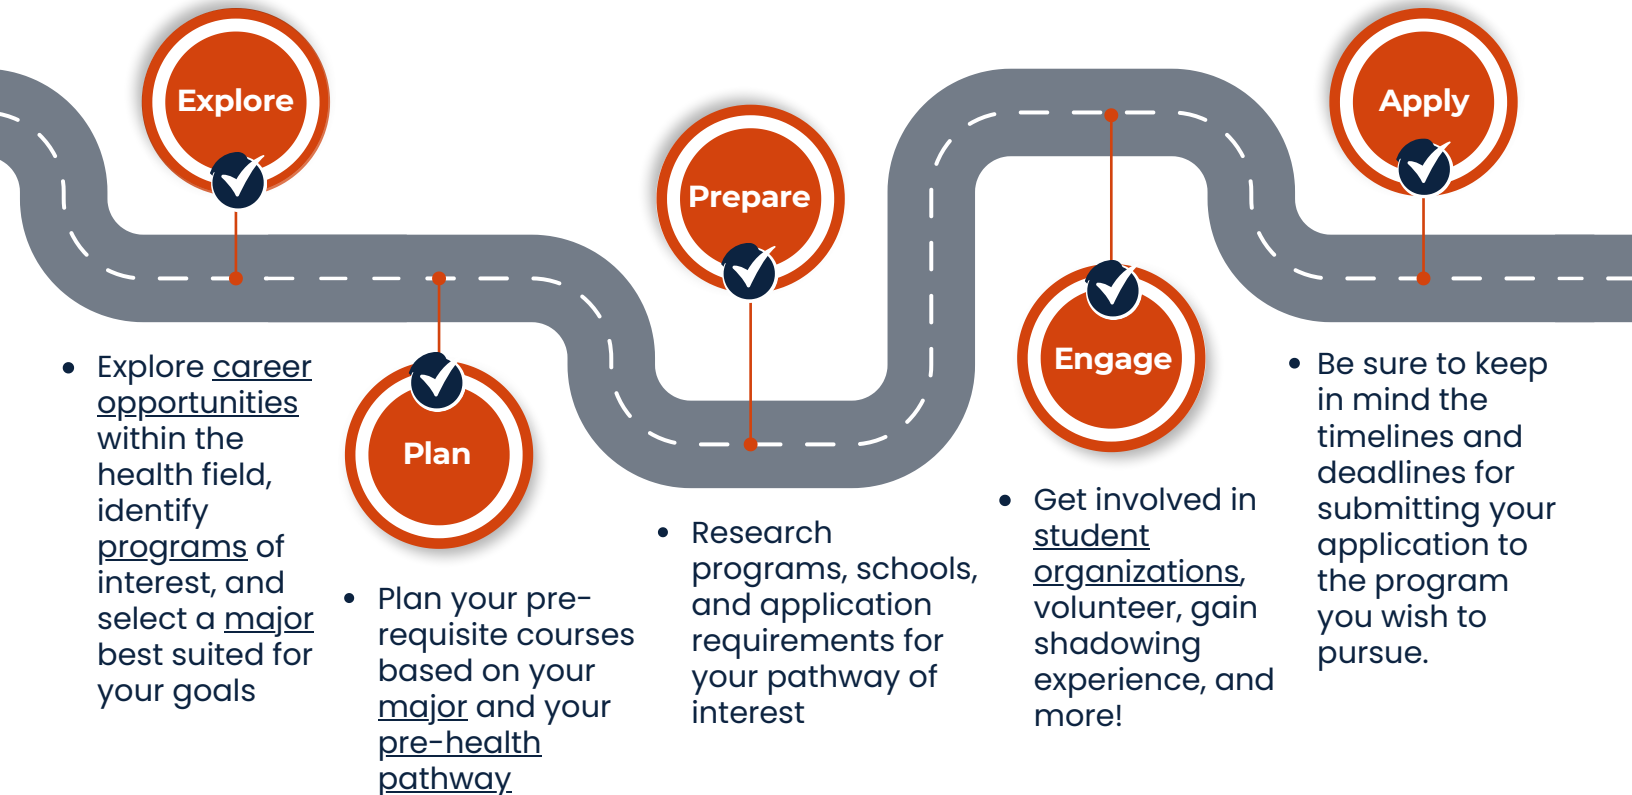 Explore
• Explore career
opportunities
within the
health field,
identify
programs of
interest, and
select a major
best suited for
your goals
Plan
• Plan your pre-
requisite courses
based on your
major and your
pre-health
pathway
Prepare
• Research
programs, schools,
and application
requirements for
your pathway of
interest
Engage
• Get involved in
student
organizations,
volunteer, gain
shadowing
experience, and
more!
Apply
• Be sure to keep
in mind the
timelines and
deadlines for
submitting your
application to
the program
you wish to
pursue.